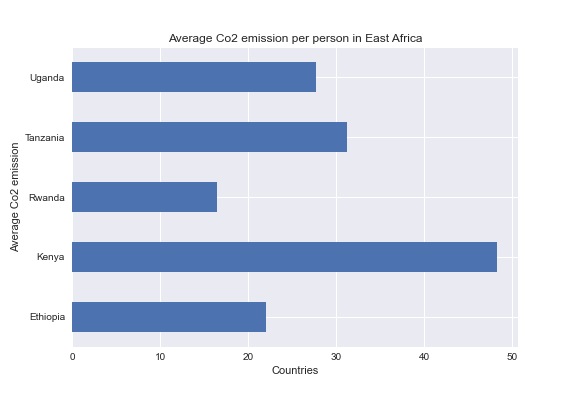 Average Co2 emission per person in East Africa
Average Co2 emission
Uganda
Tanzania
Rwanda
Kenya
Ethiopia
0 10 20 30 40 50
Countries